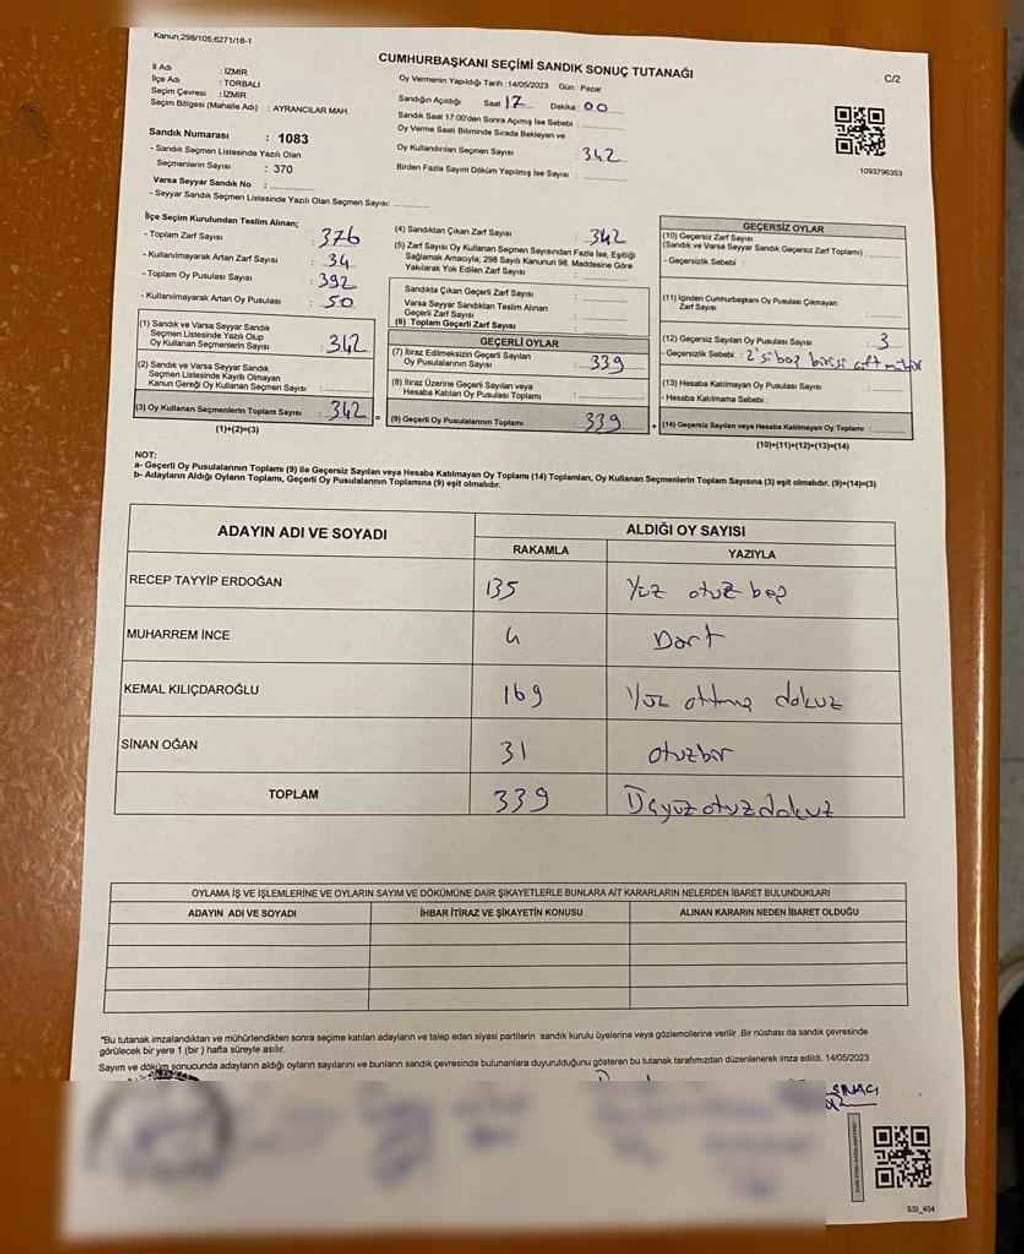 Kanun;298/105;6271/18-1
CUMHURBAŞKANI SEÇİMİ SANDIK SONUÇ TUTANAĞI
C/2
İl Adı : İZMİR
İlçe Adı : TORBALI
Seçim Çevresi : İZMİR
Seçim Bölgesi (Mahalle Adı) : AYRANCILAR MAH.
Sandık Numarası : 1083
- Sandık Seçmen Listesinde Yazılı Olan
Seçmenlerin Sayısı : 370
Varsa Seyyar Sandık No :
- Seyyar Sandık Seçmen Listesinde Yazılı Olan Seçmen Sayısı:
Oy Vermenin Yapıldığı Tarih :14/05/2023 Gün: Pazar
Sandığın Açıldığı Saat 17 Dakika 00
Sandık Saat 17:00'den Sonra Açılmış İse Sebebi :
Oy Verme Saati Bitiminde Sırada Bekleyen ve
Oy Kullandırılan Seçmen Sayısı 342
Birden Fazla Sayım Döküm Yapılmış İse Sayısı :
1093796353
İlçe Seçim Kurulundan Teslim Alınan;
- Toplam Zarf Sayısı : 376
- Kullanılmayarak Artan Zarf Sayısı : 34
- Toplam Oy Pusulası Sayısı : 392
- Kullanılmayarak Artan Oy Pusulası : 50
(1) Sandık ve Varsa Seyyar Sandık
Seçmen Listesinde Yazılı Olup
Oy Kullanan Seçmenlerin Sayısı : 342
(2) Sandık ve Varsa Seyyar Sandık
Seçmen Listesinde Kayıtlı Olmayan
Kanun Gereği Oy Kullanan Seçmen Sayısı :
(3) Oy Kullanan Seçmenlerin Toplam Sayısı : 342 =
(1)+(2)=(3)
(4) Sandıktan Çıkan Zarf Sayısı : 342
(5) Zarf Sayısı Oy Kullanan Seçmen Sayısından Fazla İse, Eşitliği
Sağlamak Amacıyla; 298 Sayılı Kanunun 98. Maddesine Göre
Yakılarak Yok Edilen Zarf Sayısı :
Sandıkta Çıkan Geçerli Zarf Sayısı :
Varsa Seyyar Sandıktan Teslim Alınan
Geçerli Zarf Sayısı :
(6) Toplam Geçerli Zarf Sayısı
GEÇERLİ OYLAR
(7) İtiraz Edilmeksizin Geçerli Sayılan
Oy Pusulalarının Sayısı : 339
(8) İtiraz Üzerine Geçerli Sayılan veya
Hesaba Katılan Oy Pusulası Toplamı :
(9) Geçerli Oy Pusulalarının Toplamı : 339 +
GEÇERSİZ OYLAR
(10) Geçersiz Zarf Sayısı
(Sandık ve Varsa Seyyar Sandık Geçersiz Zarf Toplamı)
- Geçersizlik Sebebi :
(11) İçinden Cumhurbaşkanı Oy Pusulası Çıkmayan
Zarf Sayısı :
(12) Geçersiz Sayılan Oy Pusulası Sayısı : 3
- Geçersizlik Sebebi : 2'si boş birisi çift mühür
(13) Hesaba Katılmayan Oy Pusulası Sayısı :
- Hesaba Katılmama Sebebi :
(14) Geçersiz Sayılan veya Hesaba Katılmayan Oy Toplamı :
(10)+(11)+(12)+(13)=(14)
NOT:
a- Geçerli Oy Pusulalarının Toplamı (9) ile Geçersiz Sayılan veya Hesaba Katılmayan Oy Toplamı (14) Toplamları, Oy Kullanan Seçmenlerin Toplam Sayısına (3) eşit olmalıdır. (9)+(14)=(3)
b- Adayların Aldığı Oyların Toplamı, Geçerli Oy Pusulalarının Toplamına (9) eşit olmalıdır.
ADAYIN ADI VE SOYADI
ALDIĞI OY SAYISI
RAKAMLA YAZIYLA
RECEP TAYYİP ERDOĞAN 135 Yüz otuz beş
MUHARREM İNCE 4 Dört
KEMAL KILIÇDAROĞLU 169 Yüz altmış dokuz
SİNAN OĞAN 31 otuzbir
TOPLAM 339 Üçyüzotuzdokuz
OYLAMA İŞ VE İŞLEMLERİNE VE OYLARIN SAYIM VE DÖKÜMÜNE DAİR ŞİKAYETLERLE BUNLARA AİT KARARLARIN NELERDEN İBARET BULUNDUKLARI
ADAYIN ADI VE SOYADI İHBAR İTİRAZ VE ŞİKAYETİN KONUSU ALINAN KARARIN NEDEN İBARET OLDUĞU
"Bu tutanak imzalandıktan ve mühürlendikten sonra seçime katılan adayların ve talep eden siyasi partilerin sandık kurulu üyelerine veya gözlemcilerine verilir. Bir nüshası da sandık çevresinde
görülecek bir yere 1 (bir) hafta süreyle asılır.
Sayım ve döküm sonucunda adayların aldığı oyların sayılarını ve bunların sandık çevresinde bulunanlara duyurulduğunu gösteren bu tutanak tarafımızdan düzenlenerek imza edildi. 14/05/2023
SSI_404